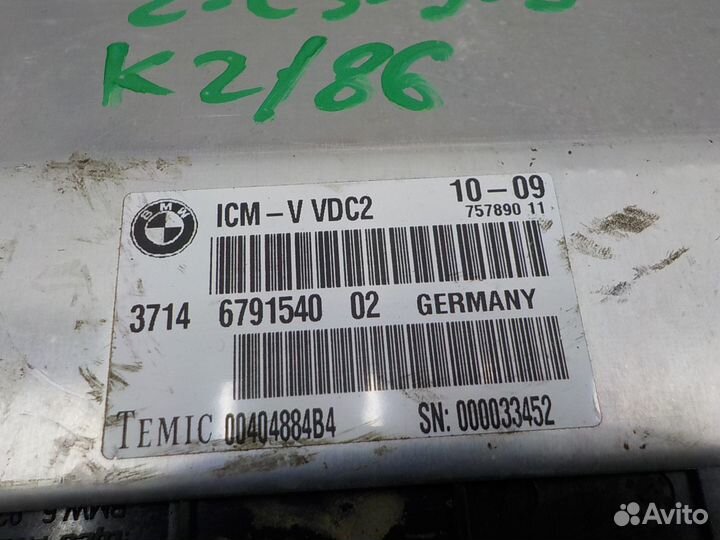 K2/86
BMW
ICM-V VDC2
10-09
757890 11
3714 6791540 02 GERMANY
TEMIC 00404884B4 SN: 000033452
Avito